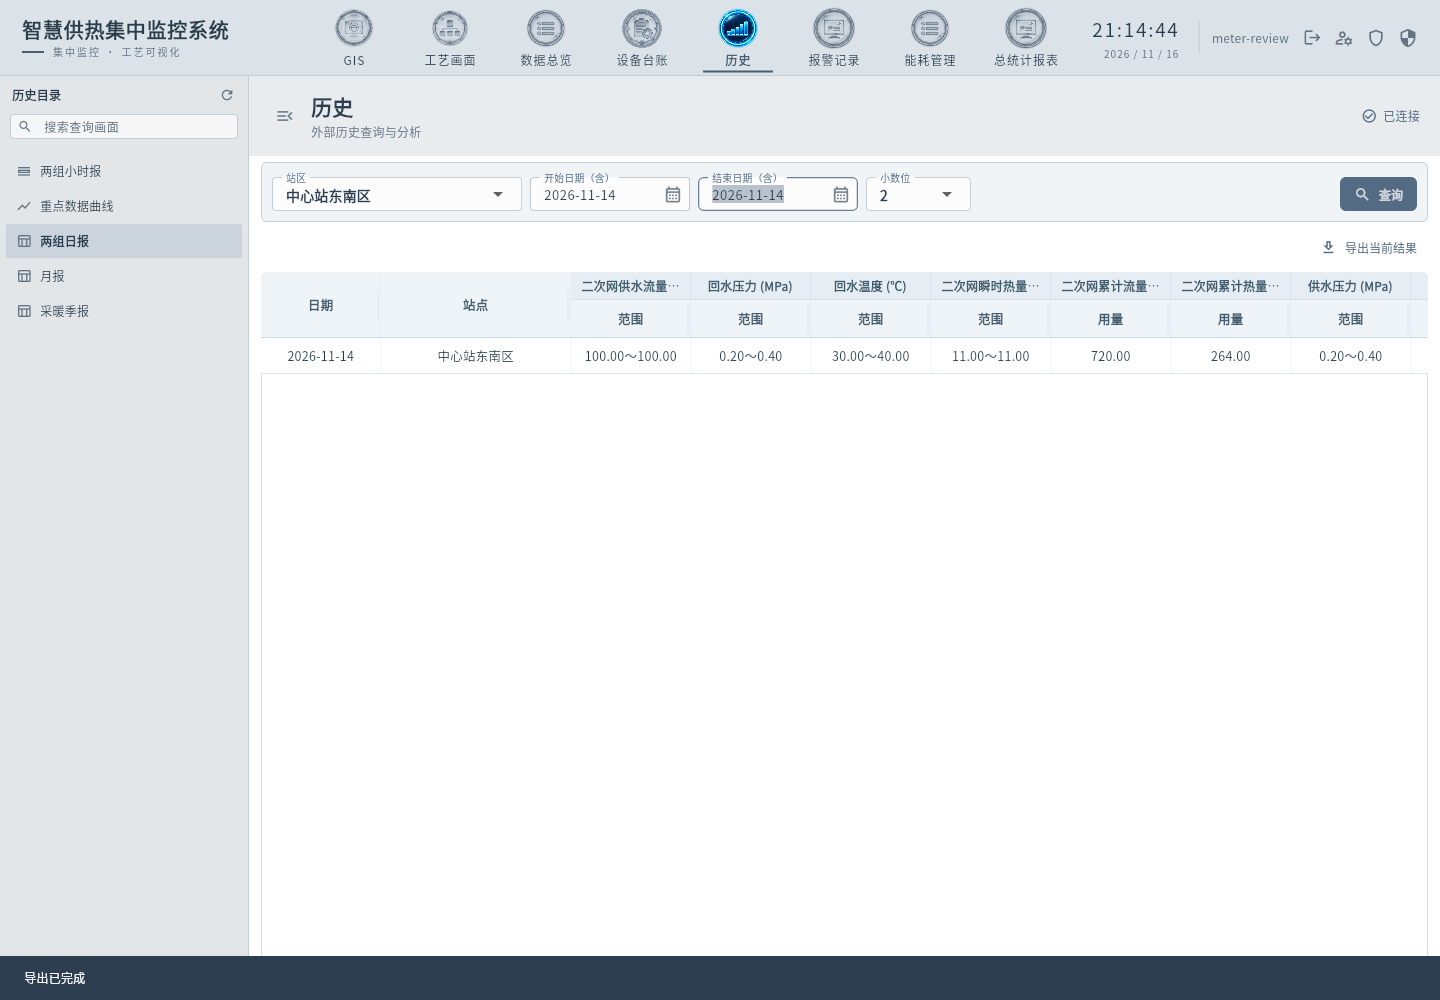 智慧供热集中监控系统
集中监控 · 工艺可视化
GIS
工艺画面
数据总览
设备台账
历史
报警记录
能耗管理
总统计报表
21:14:44
2026 / 11 / 16
meter-review
历史目录
搜索查询画面
两组小时报
重点数据曲线
两组日报
月报
采暖季报
历史
外部历史查询与分析
已连接
站区
中心站东南区
开始日期（含）
2026-11-14
结束日期（含）
2026-11-14
小数位
2
查询
导出当前结果
日期 站点 二次网供水流量… 回水压力 (MPa) 回水温度 (℃) 二次网瞬时热量… 二次网累计流量… 二次网累计热量… 供水压力 (MPa)
范围 范围 范围 范围 用量 用量 范围
2026-11-14 中心站东南区 100.00～100.00 0.20～0.40 30.00～40.00 11.00～11.00 720.00 264.00 0.20～0.40
导出已完成